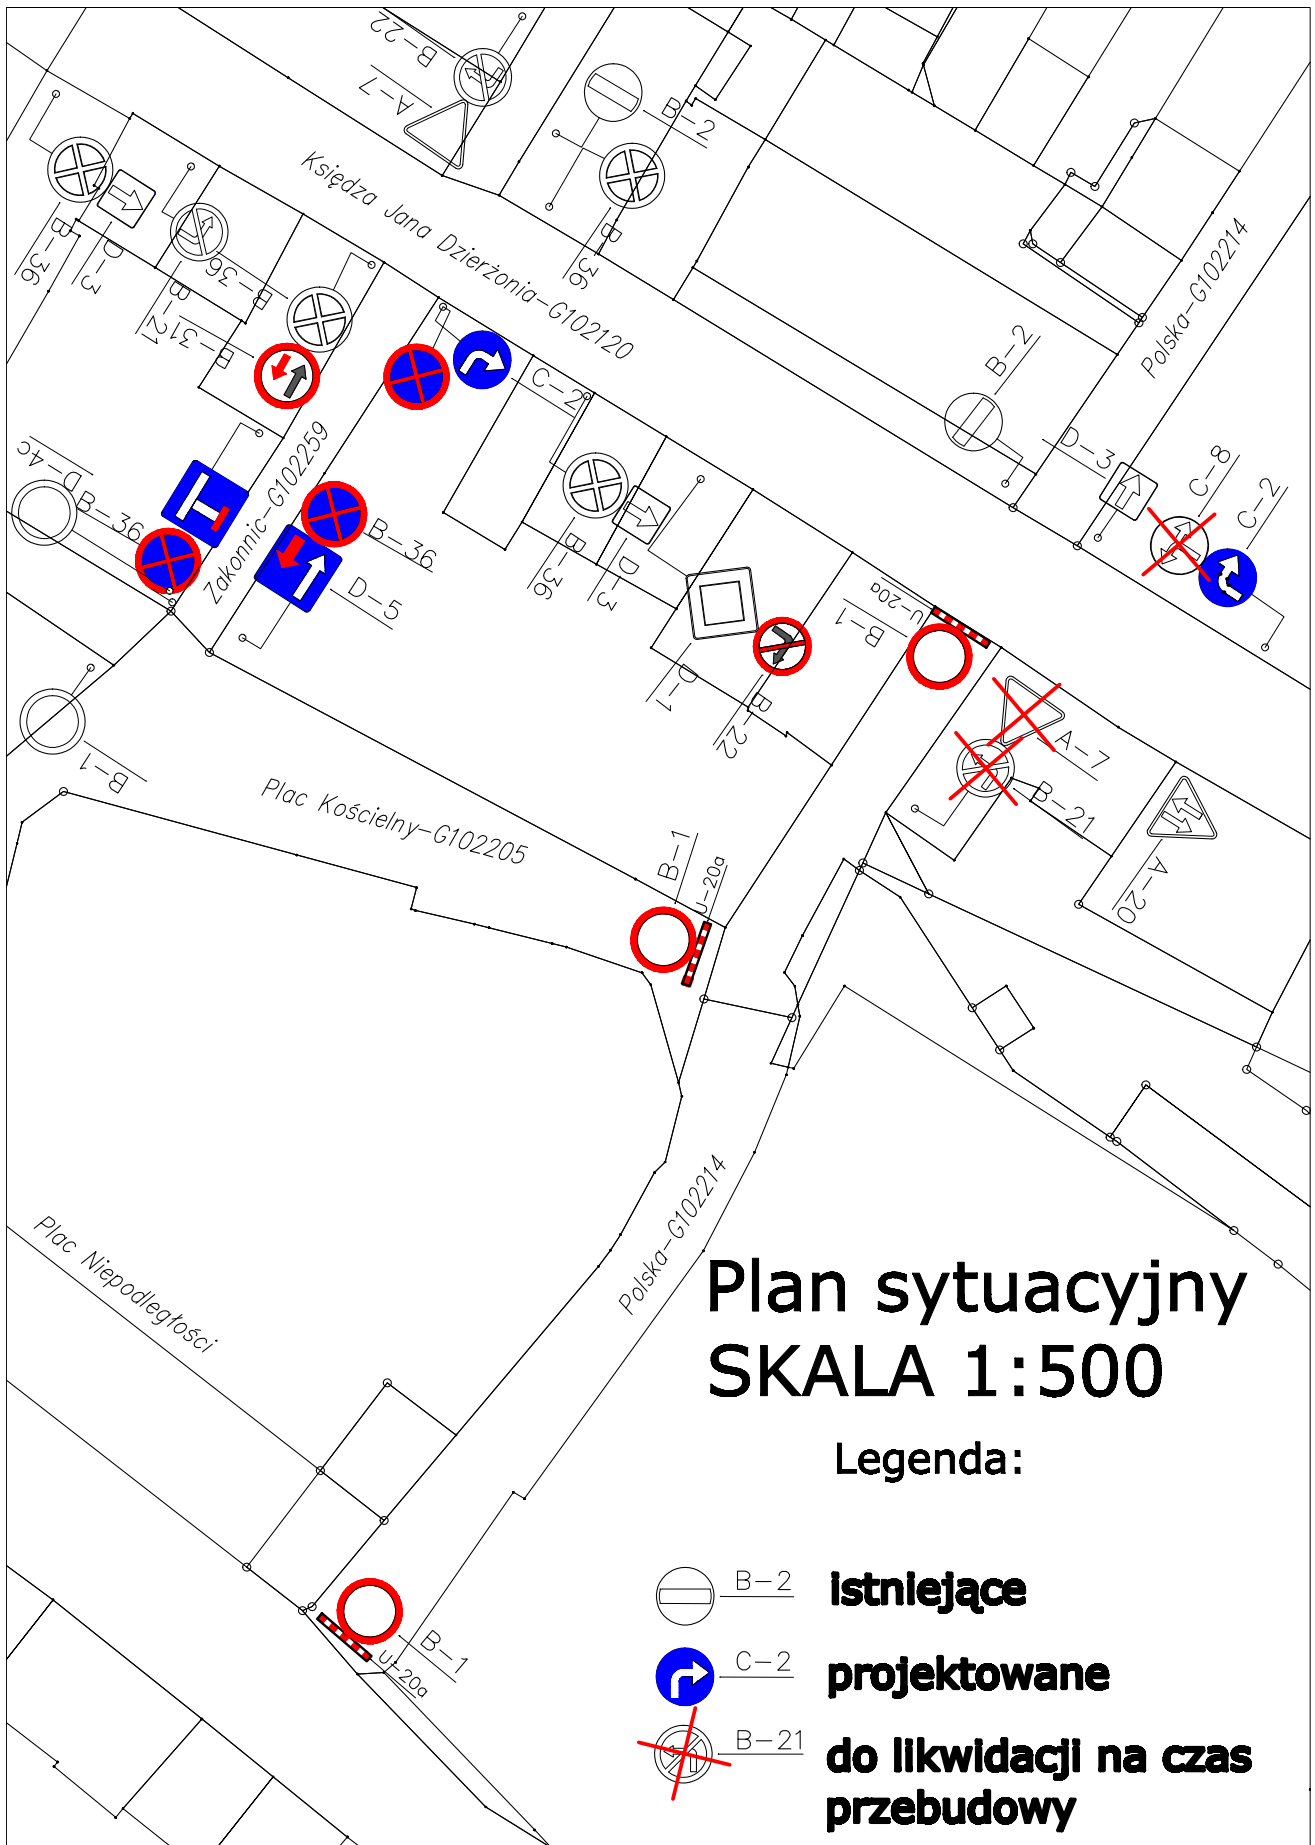 B-22
A-7
B-2
B-36
Księdza Jana Dzierżonia-G102120
Polska-G102214
B-36
D-3
B-21
B-36
B-31
B-2
D-3
C-8
C-2
C-2
D-4c
B-36
Zakonnic-G102259
B-36
D-5
B-36
D-3
D-1
B-22
B-1
U-20a
A-7
B-21
A-20
B-1
Plac Kościelny-G102205
B-1
U-20a
Polska-G102214
Plac Niepodległości
B-1
U-20a
Plan sytuacyjny
SKALA 1:500
Legenda:
B-2 istniejące
C-2 projektowane
B-21 do likwidacji na czas
przebudowy